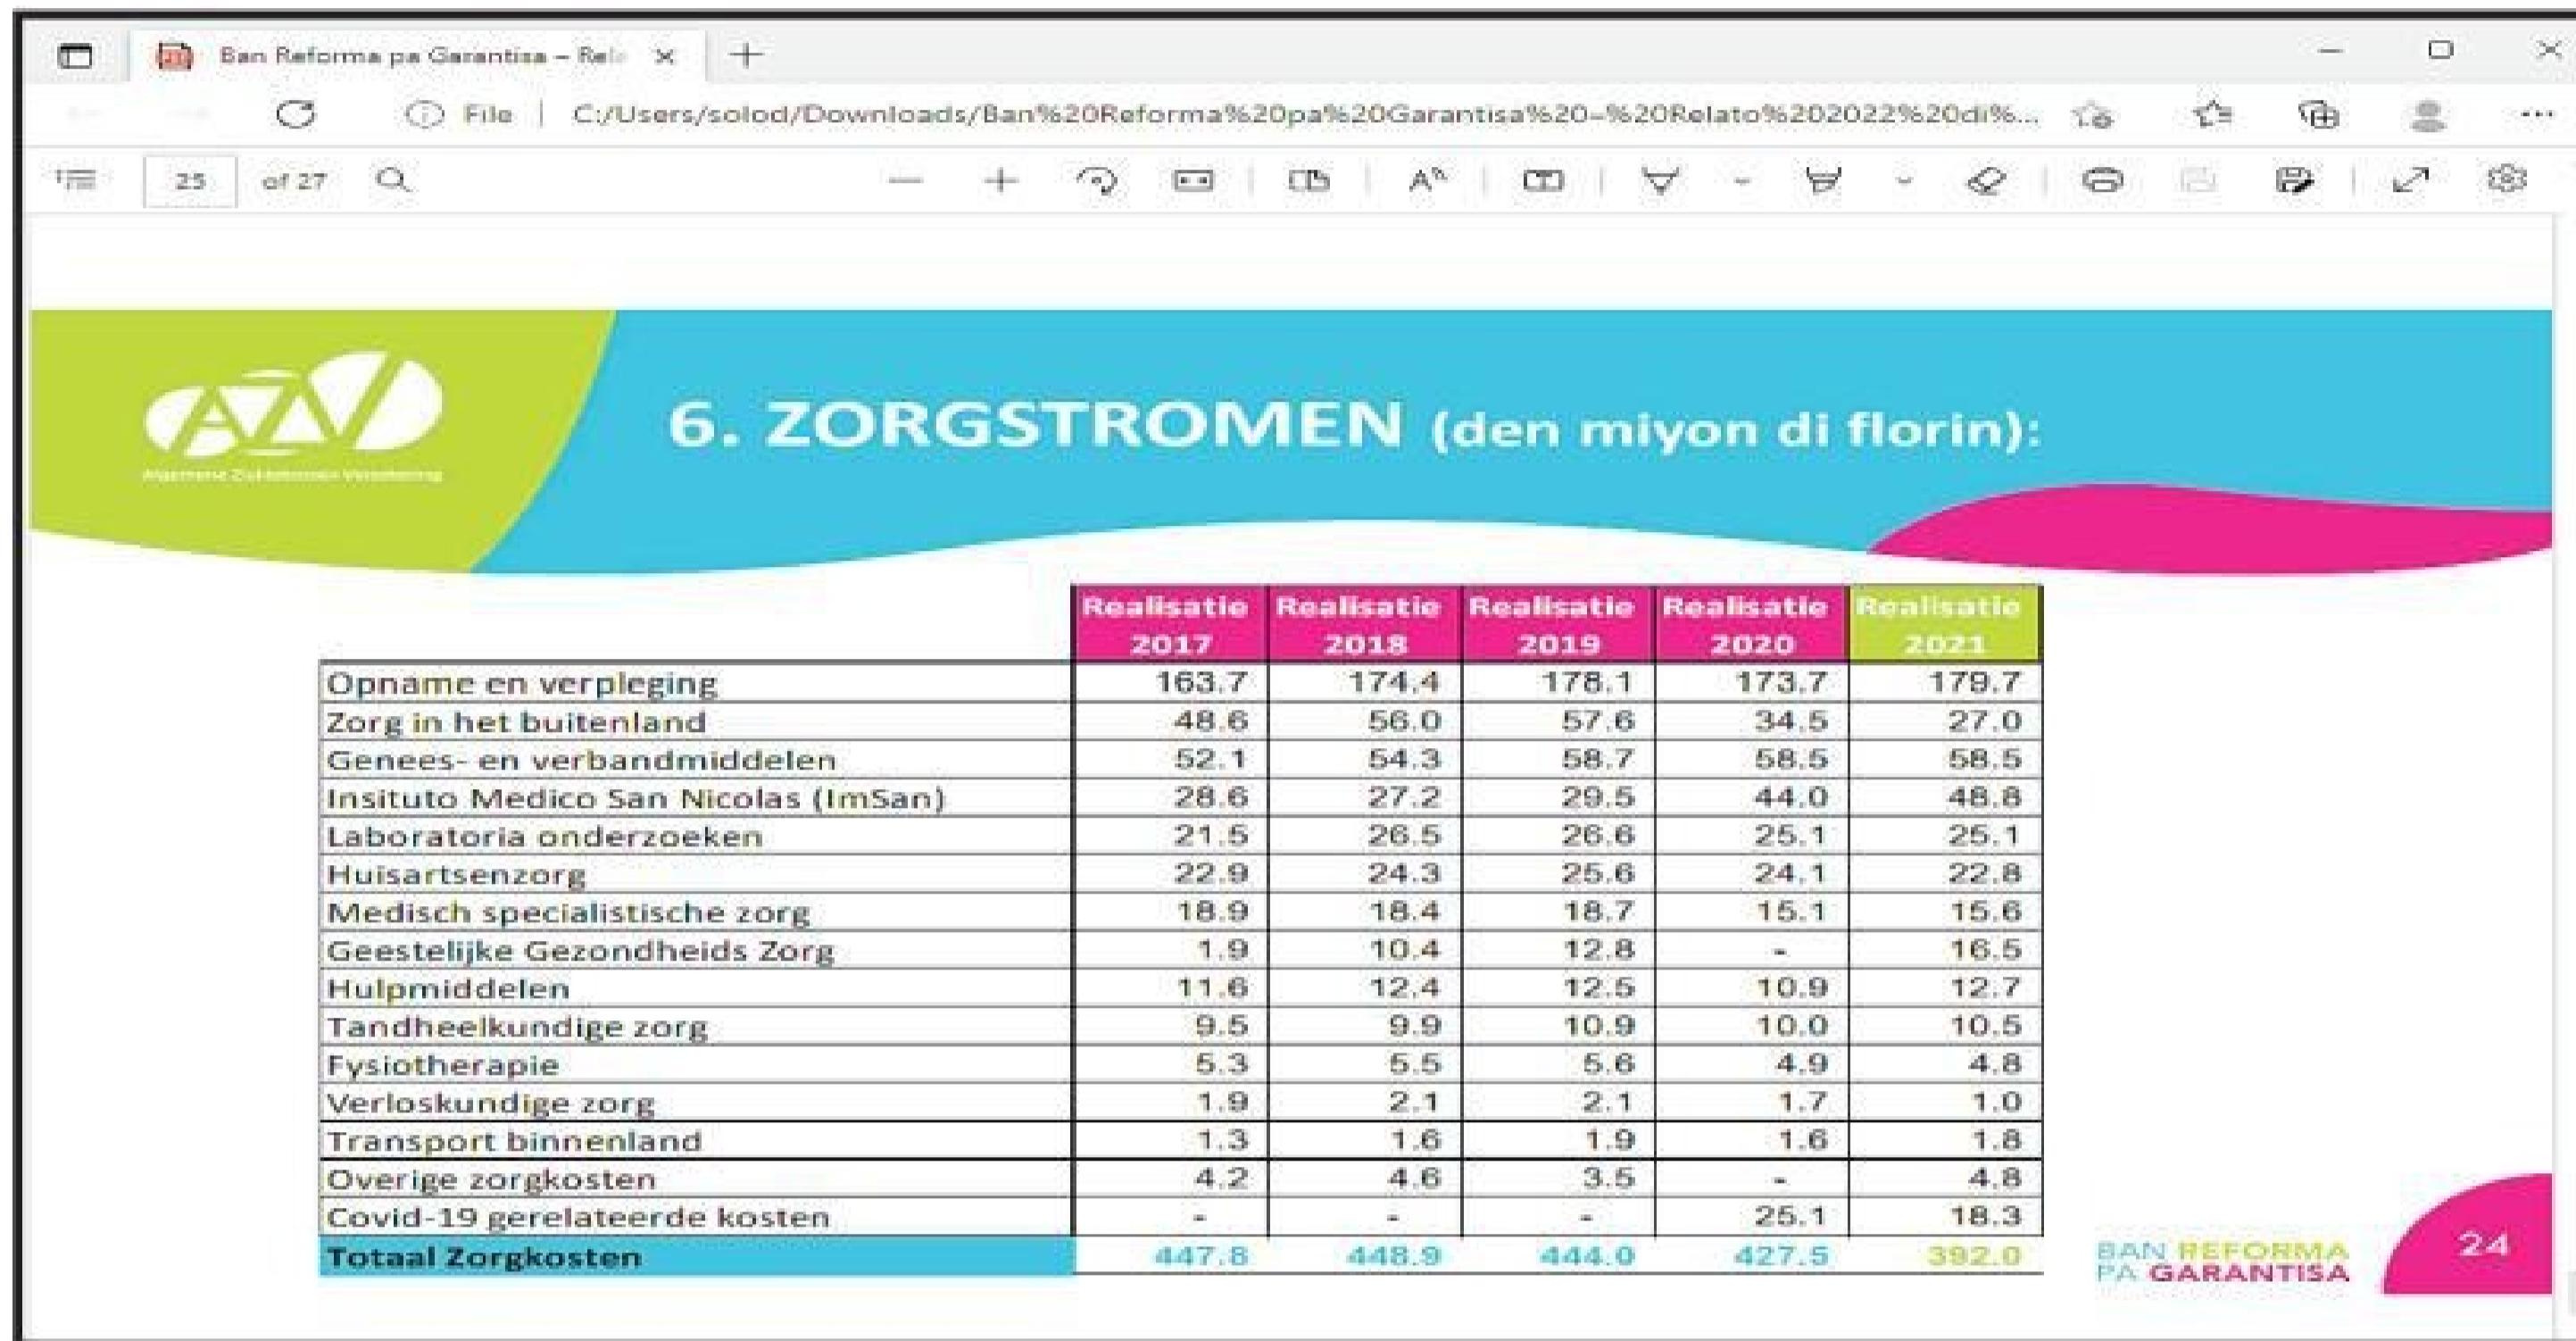 Ban Reforma pa Garantisa – Rel
File | C:/Users/solod/Downloads/Ban%20Reforma%20pa%20Garantisa%20–%20Relato%202022%20di%...
25 of 27
AZV
Algemene Ziektekosten Verzekering
6. ZORGSTROMEN (den miyon di florin):
Realisatie Realisatie Realisatie Realisatie Realisatie
2017 2018 2019 2020 2021
Opname en verpleging 163.7 174.4 178.1 173.7 179.7
Zorg in het buitenland 48.6 56.0 57.6 34.5 27.0
Genees- en verbandmiddelen 52.1 54.3 58.7 58.5 58.5
Insituto Medico San Nicolas (ImSan) 28.6 27.2 29.5 44.0 48.8
Laboratoria onderzoeken 21.5 26.5 26.6 25.1 25.1
Huisartsenzorg 22.9 24.3 25.6 24.1 22.8
Medisch specialistische zorg 18.9 18.4 18.7 15.1 15.6
Geestelijke Gezondheids Zorg 1.9 10.4 12.8 - 16.5
Hulpmiddelen 11.6 12.4 12.5 10.9 12.7
Tandheelkundige zorg 9.5 9.9 10.9 10.0 10.5
Fysiotherapie 5.3 5.5 5.6 4.9 4.8
Verloskundige zorg 1.9 2.1 2.1 1.7 1.0
Transport binnenland 1.3 1.6 1.9 1.6 1.8
Overige zorgkosten 4.2 4.6 3.5 - 4.8
Covid-19 gerelateerde kosten - - - 25.1 18.3
Totaal Zorgkosten 447.8 448.9 444.0 427.5 392.0
BAN REFORMA
PA GARANTISA
24